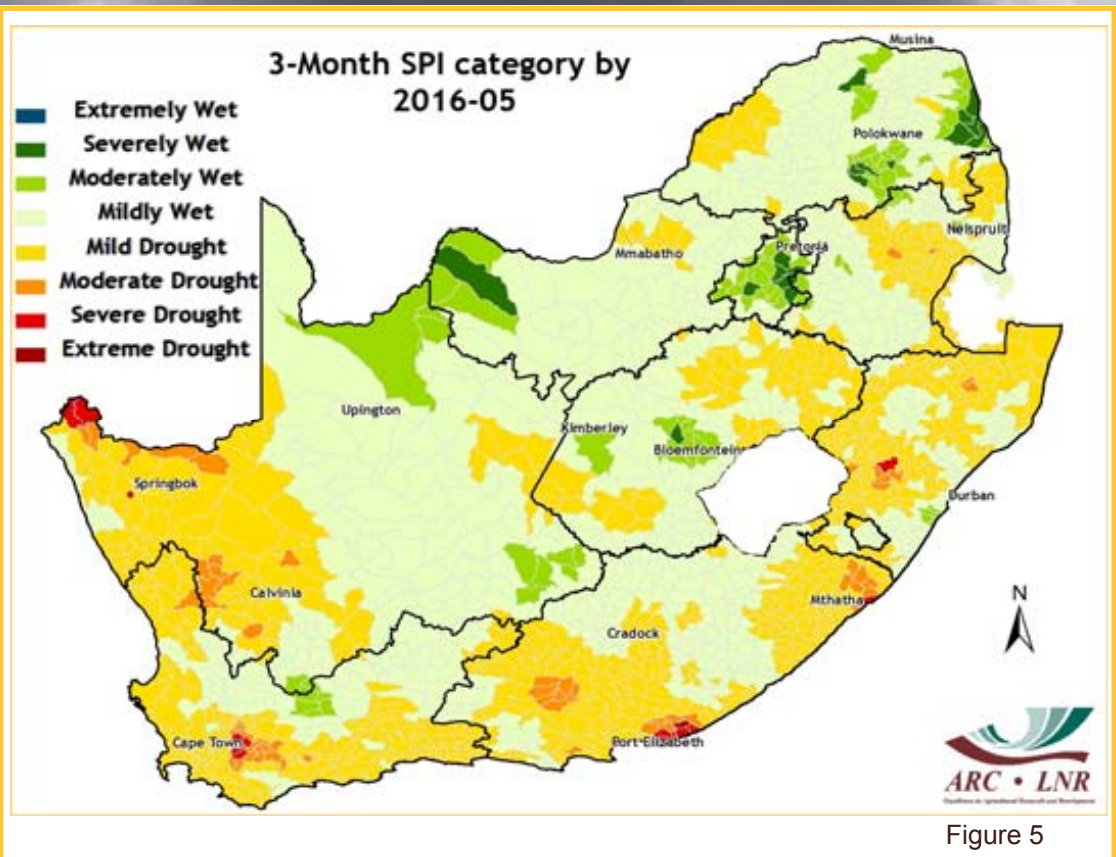 3-Month SPI category by
2016-05
Extremely Wet
Severely Wet
Moderately Wet
Mildly Wet
Mild Drought
Moderate Drought
Severe Drought
Extreme Drought
Musina
Polokwane
Nelspruit
Mmabatho
Pretoria
Upington
Kimberley
Bloemfontein
Springbok
Durban
Calvinia
Mthatha
Cradock
Cape Town
Port Elizabeth
N
ARC • LNR
Figure 5